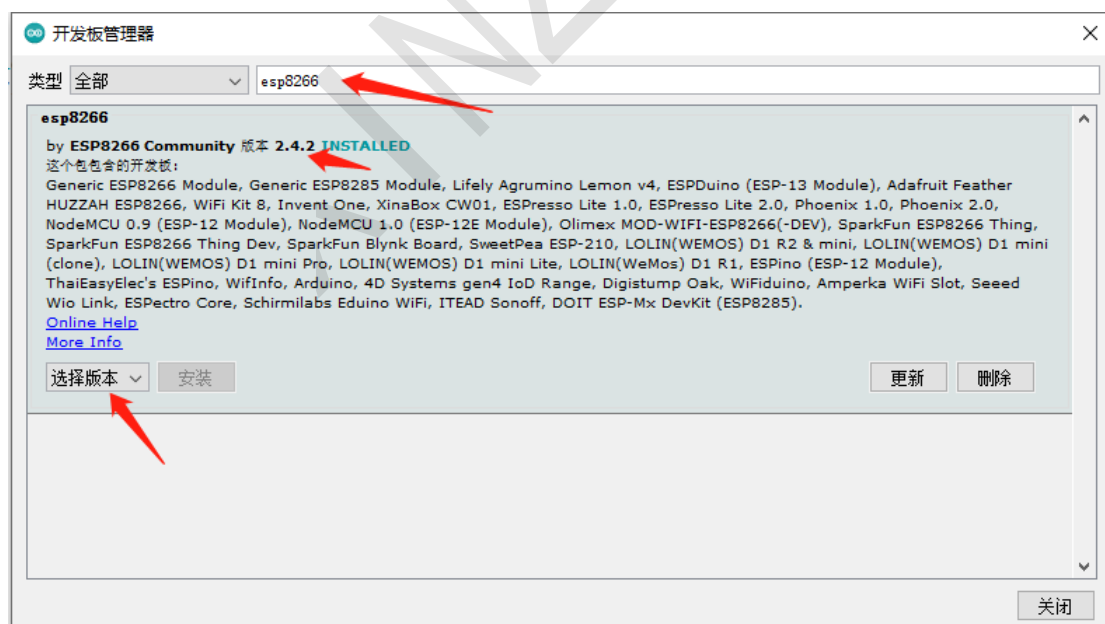 开发板管理器
类型 全部 esp8266
esp8266
by ESP8266 Community 版本 2.4.2 INSTALLED
这个包包含的开发板:
Generic ESP8266 Module, Generic ESP8285 Module, Lifely Agrumino Lemon v4, ESPDuino (ESP-13 Module), Adafruit Feather
HUZZAH ESP8266, WiFi Kit 8, Invent One, XinaBox CW01, ESPresso Lite 1.0, ESPresso Lite 2.0, Phoenix 1.0, Phoenix 2.0,
NodeMCU 0.9 (ESP-12 Module), NodeMCU 1.0 (ESP-12E Module), Olimex MOD-WIFI-ESP8266(-DEV), SparkFun ESP8266 Thing,
SparkFun ESP8266 Thing Dev, SparkFun Blynk Board, SweetPea ESP-210, LOLIN(WEMOS) D1 R2 & mini, LOLIN(WEMOS) D1 mini
(clone), LOLIN(WEMOS) D1 mini Pro, LOLIN(WEMOS) D1 mini Lite, LOLIN(WeMos) D1 R1, ESPino (ESP-12 Module),
ThaiEasyElec's ESPino, WifInfo, Arduino, 4D Systems gen4 IoD Range, Digistump Oak, WiFiduino, Amperka WiFi Slot, Seeed
Wio Link, ESPectro Core, Schirmilabs Eduino WiFi, ITEAD Sonoff, DOIT ESP-Mx DevKit (ESP8285).
Online Help
More Info
选择版本 安装 更新 删除
关闭